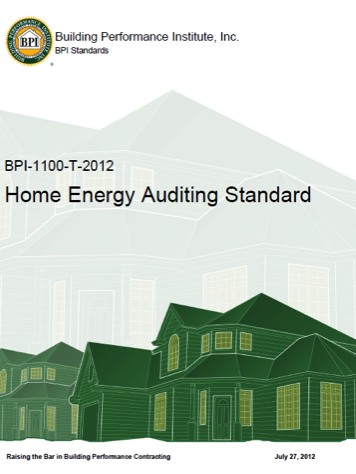 BPI
Building Performance Institute, Inc.
BPI Standards
BPI-1100-T-2012
Home Energy Auditing Standard
Raising the Bar in Building Performance Contracting
July 27, 2012